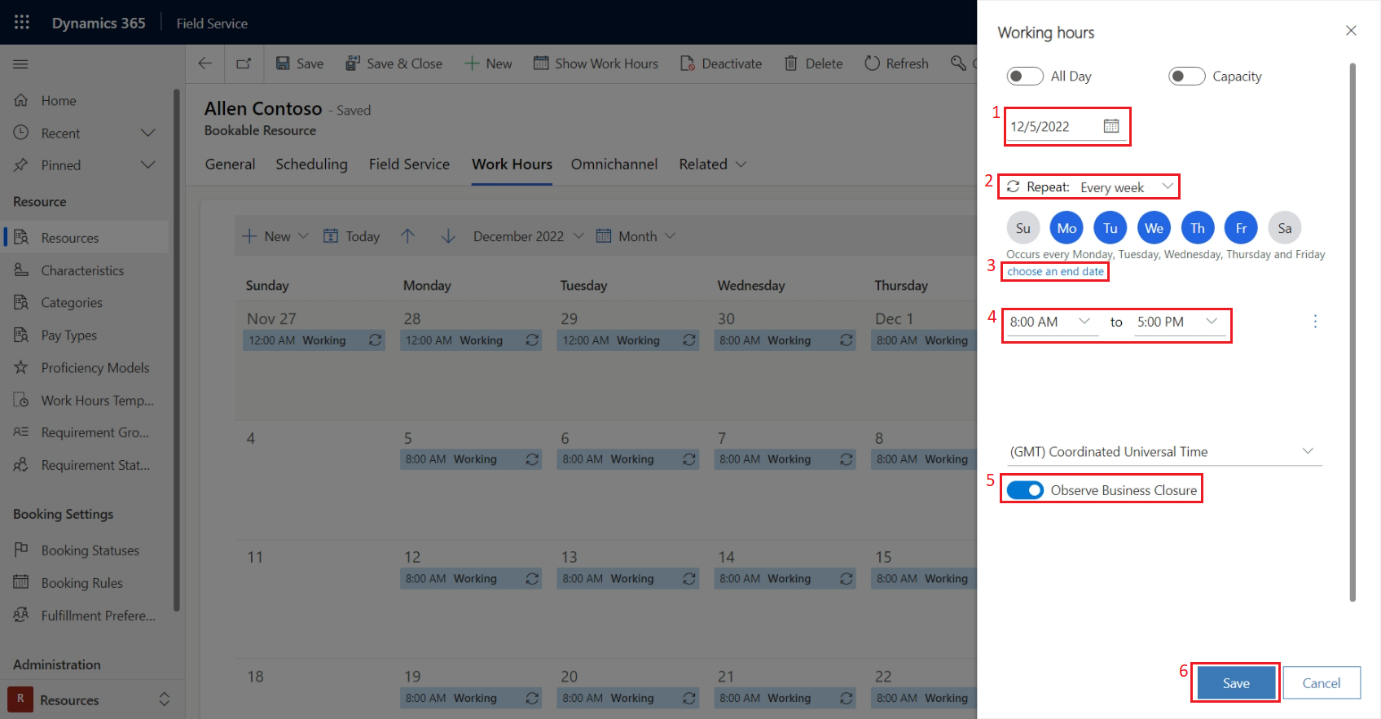 Dynamics 365 Field Service
Save Save & Close New Show Work Hours Deactivate Delete Refresh
Home
Recent
Pinned
Resource
Resources
Characteristics
Categories
Pay Types
Proficiency Models
Work Hours Temp...
Requirement Gro...
Requirement Stat...
Booking Settings
Booking Statuses
Booking Rules
Fulfillment Prefere...
Administration
R Resources
Allen Contoso - Saved
Bookable Resource
General Scheduling Field Service Work Hours Omnichannel Related
New Today December 2022 Month
Sunday Monday Tuesday Wednesday Thursday
Nov 27 28 29 30 Dec 1
12:00 AM Working 12:00 AM Working 12:00 AM Working 8:00 AM Working 8:00 AM Working
4 5 6 7 8
8:00 AM Working 8:00 AM Working 8:00 AM Working 8:00 AM Working
11 12 13 14 15
8:00 AM Working 8:00 AM Working 8:00 AM Working 8:00 AM Working
18 19 20 21 22
8:00 AM Working 8:00 AM Working 8:00 AM Working 8:00 AM Working
Working hours
All Day Capacity
1 12/5/2022
2 Repeat: Every week
Su Mo Tu We Th Fr Sa
Occurs every Monday, Tuesday, Wednesday, Thursday and Friday
3 choose an end date
4 8:00 AM to 5:00 PM
(GMT) Coordinated Universal Time
5 Observe Business Closure
6 Save Cancel